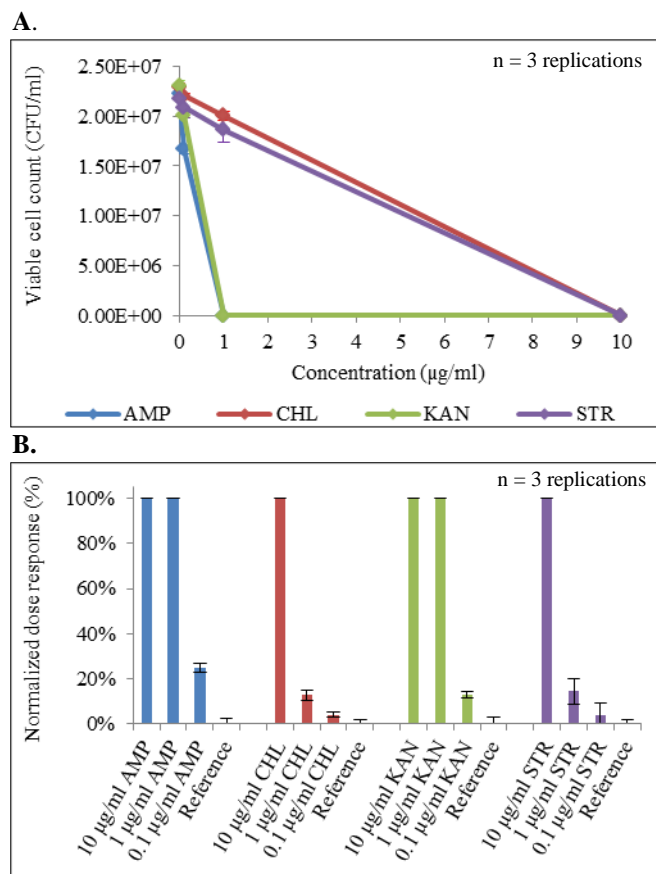 A.
n = 3 replications
Viable cell count (CFU/ml)
2.50E+07
2.00E+07
1.50E+07
1.00E+07
5.00E+06
0.00E+00
0 1 2 3 4 5 6 7 8 9 10
Concentration (µg/ml)
AMP CHL KAN STR
B.
n = 3 replications
Normalized dose response (%)
100%
80%
60%
40%
20%
0%
10 µg/ml AMP
1 µg/ml AMP
0.1 µg/ml AMP
Reference
10 µg/ml CHL
1 µg/ml CHL
0.1 µg/ml CHL
Reference
10 µg/ml KAN
1 µg/ml KAN
0.1 µg/ml KAN
Reference
10 µg/ml STR
1 µg/ml STR
0.1 µg/ml STR
Reference